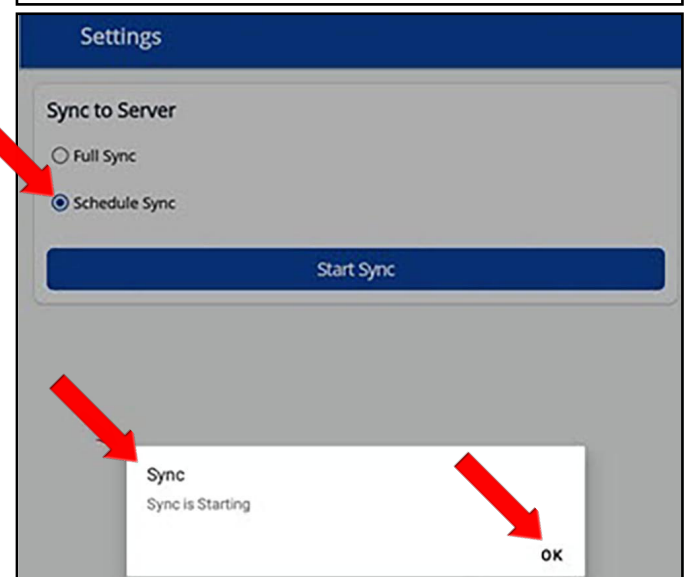 Settings
Sync to Server
Full Sync
Schedule Sync
Start Sync
Sync
Sync is Starting
OK